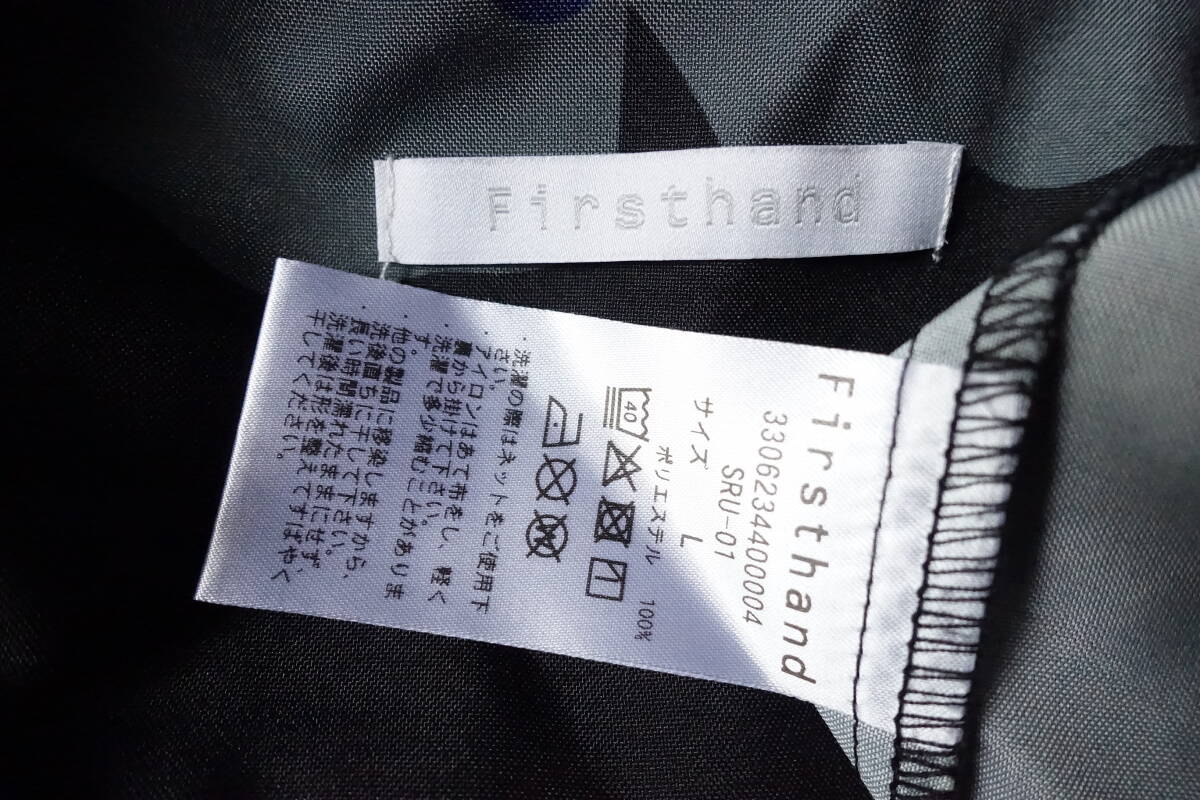 Firsthand
Firsthand
3306234400004
SRU-01
サイズ L
ポリエステル 100%
40
・洗濯の際はネットをご使用下
さい。
・アイロンはあて布をし、軽く
裏から掛けて下さい。
・洗濯で多少縮むことがありま
す。
・他の製品に移染しますから、
洗濯後直ちに干して下さい。
長い時間濡れたままにせず、
洗濯後は形を整えてすばやく
干してください。